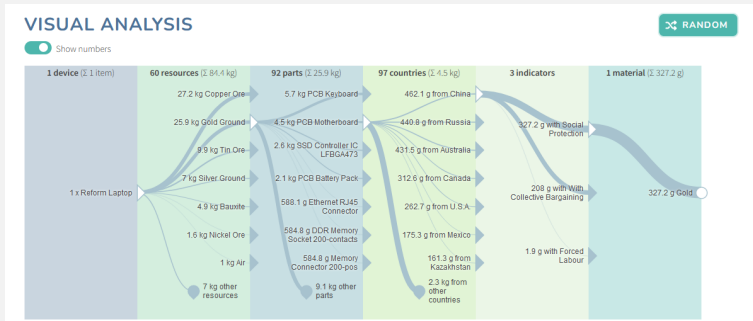 VISUAL ANALYSIS
RANDOM
Show numbers
1 device (Σ 1 item)
60 resources (Σ 84.4 kg)
92 parts (Σ 25.9 kg)
97 countries (Σ 4.5 kg)
3 indicators
1 material (Σ 327.2 g)
1 x Reform Laptop
27.2 kg Copper Ore
25.9 kg Gold Ground
9.9 kg Tin Ore
7 kg Silver Ground
4.9 kg Bauxite
1.6 kg Nickel Ore
1 kg Air
7 kg other
resources
5.7 kg PCB Keyboard
4.5 kg PCB Motherboard
2.6 kg SSD Controller IC
LFBGA473
2.1 kg PCB Battery Pack
588.1 g Ethernet RJ45
Connector
584.8 g DDR Memory
Socket 200-contacts
584.8 g Memory
Connector 200-pos
9.1 kg other
parts
462.1 g from China
440.8 g from Russia
431.5 g from Australia
312.6 g from Canada
262.7 g from U.S.A
175.3 g from Mexico
161.3 g from
Kazakhstan
2.3 kg from
other
countries
327.2 g with Social
Protection
208 g with With
Collective Bargaining
1.9 g with Forced
Labour
327.2 g Gold